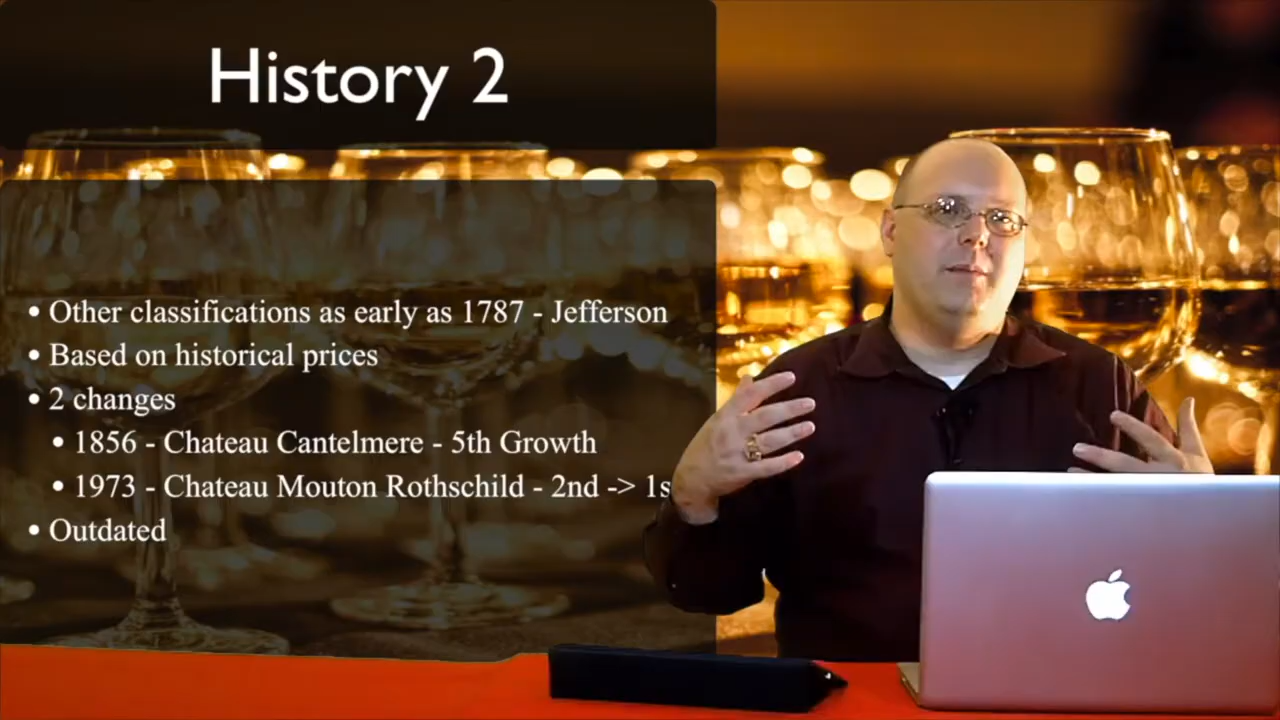 History 2
• Other classifications as early as 1787 - Jefferson
• Based on historical prices
• 2 changes
• 1856 - Chateau Cantelmere - 5th Growth
• 1973 - Chateau Mouton Rothschild - 2nd -> 1s
• Outdated